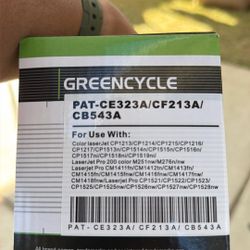 GREENCYCLE
PAT-CE323A/CF213A/
CB543A
For Use With:
Color laserJet CP1213/CP1214/CP1215/CP1216/
CP1217/CP1513n/CP1514n/CP1515n/CP1516n/
CP1517ni/CP1518ni/CP1519ni/
LaserJet Pro 200 color M251nw/M276n/nw
LaserJet Pro CM1411fn/CM1412fn/CM1413fn/
CM1415fn/CM1415fnw/CM1416fnw/CM1417fnw/
CM1418fnw/LaserJet Pro CP1521/CP1522/CP1523/
CP1525/CP1525nw/CP1526nw/CP1527nw/CP1528nw
PAT- CE323A/ CF213A/ CB543A